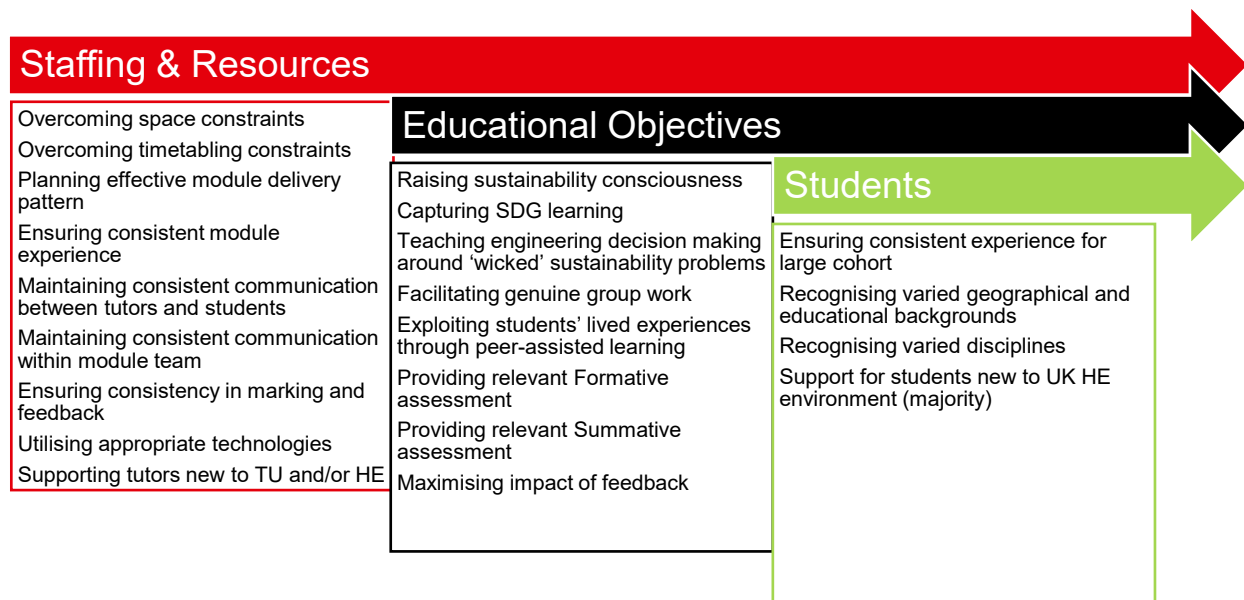 Staffing & Resources
Overcoming space constraints
Overcoming timetabling constraints
Planning effective module delivery
pattern
Ensuring consistent module
experience
Maintaining consistent communication
between tutors and students
Maintaining consistent communication
within module team
Ensuring consistency in marking and
feedback
Utilising appropriate technologies
Supporting tutors new to TU and/or HE
Educational Objectives
Raising sustainability consciousness
Capturing SDG learning
Teaching engineering decision making
around ‘wicked’ sustainability problems
Facilitating genuine group work
Exploiting students’ lived experiences
through peer-assisted learning
Providing relevant Formative
assessment
Providing relevant Summative
assessment
Maximising impact of feedback
Students
Ensuring consistent experience for
large cohort
Recognising varied geographical and
educational backgrounds
Recognising varied disciplines
Support for students new to UK HE
environment (majority)